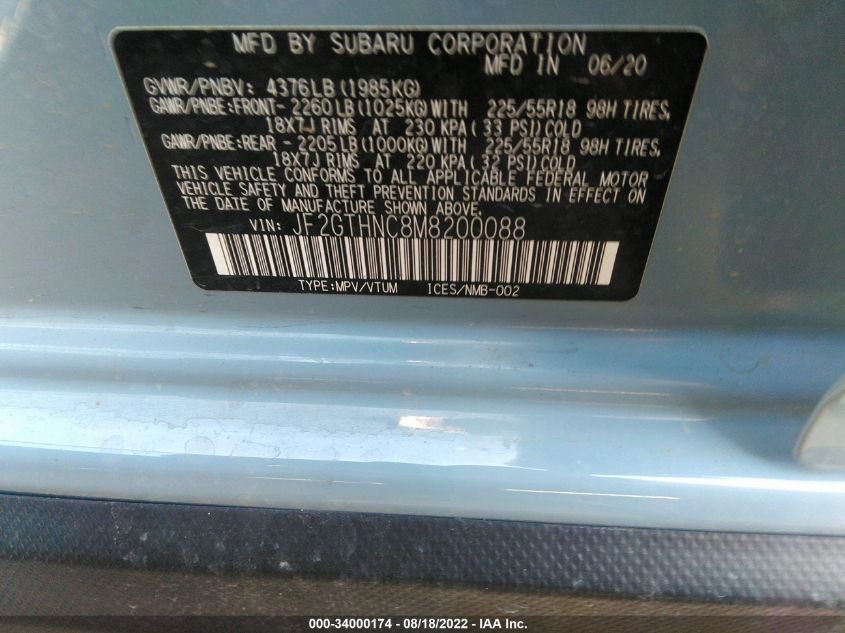 MFD BY SUBARU CORPORATION
MFD IN 06/20
GVWR/PNBV: 4376LB (1985KG)
GAWR/PNBE:FRONT- 2260LB (1025KG) WITH 225/55R18 98H TIRES,
18X7J RIMS AT 230 KPA (33 PSI) COLD
GAWR/PNBE:REAR - 2205LB (1000KG) WITH 225/55R18 98H TIRES,
18X7J RIMS AT 220 KPA (32 PSI) COLD
THIS VEHICLE CONFORMS TO ALL APPLICABLE FEDERAL MOTOR
VEHICLE SAFETY AND THEFT PREVENTION STANDARDS IN EFFECT ON
THE DATE OF MANUFACTURE SHOWN ABOVE.
VIN: JF2GTHNC8M8200088
TYPE:MPV/VTUM ICES/NMB-002
000-34000174 - 08/18/2022 - IAA Inc.